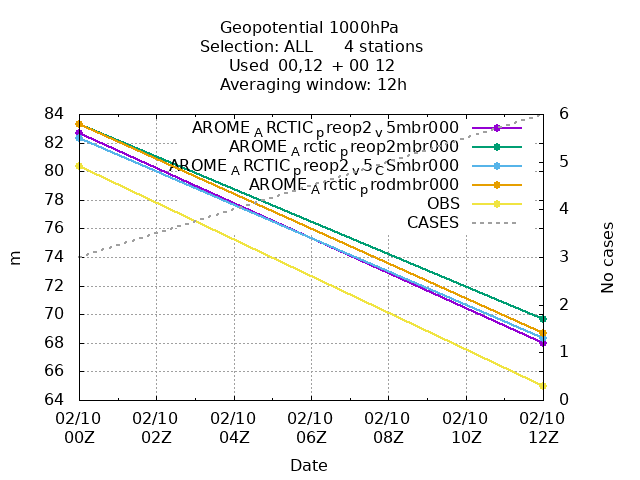 Geopotential 1000hPa
Selection: ALL 4 stations
Used 00,12 + 00 12
Averaging window: 12h
84 82 80 78 76 74 72 70 68 66 64
m
6 5 4 3 2 1 0
No cases
AROME_ARCTIC_preop2_v5mbr000
AROME_Arctic_preop2mbr000
AROME_ARCTIC_preop2_v5_CSmbr000
AROME_Arctic_prodmbr000
OBS
CASES
02/10 02/10 02/10 02/10 02/10 02/10 02/10
00Z 02Z 04Z 06Z 08Z 10Z 12Z
Date